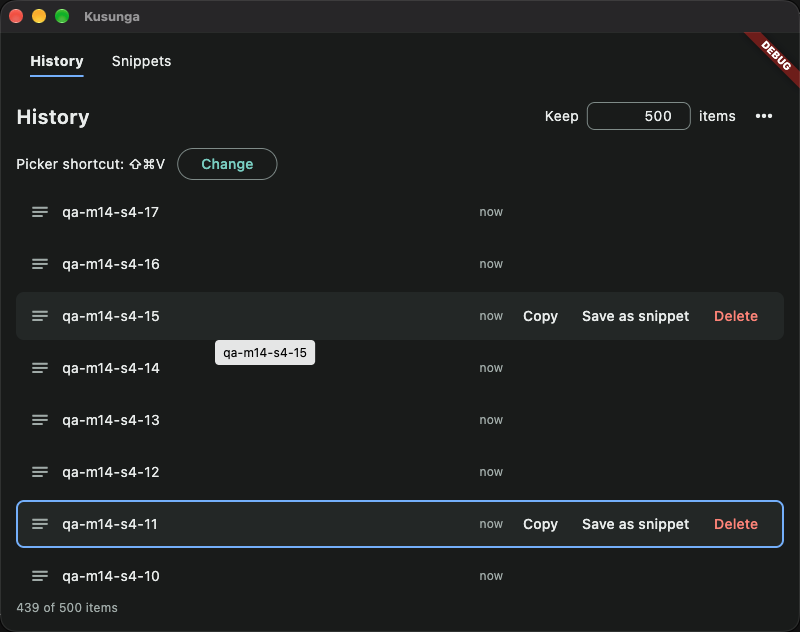 Kusunga
DEBUG
History Snippets
History Keep 500 items •••
Picker shortcut: ⇧⌘V Change
qa-m14-s4-17 now
qa-m14-s4-16 now
qa-m14-s4-15 now Copy Save as snippet Delete
qa-m14-s4-15
qa-m14-s4-14 now
qa-m14-s4-13 now
qa-m14-s4-12 now
qa-m14-s4-11 now Copy Save as snippet Delete
qa-m14-s4-10 now
439 of 500 items